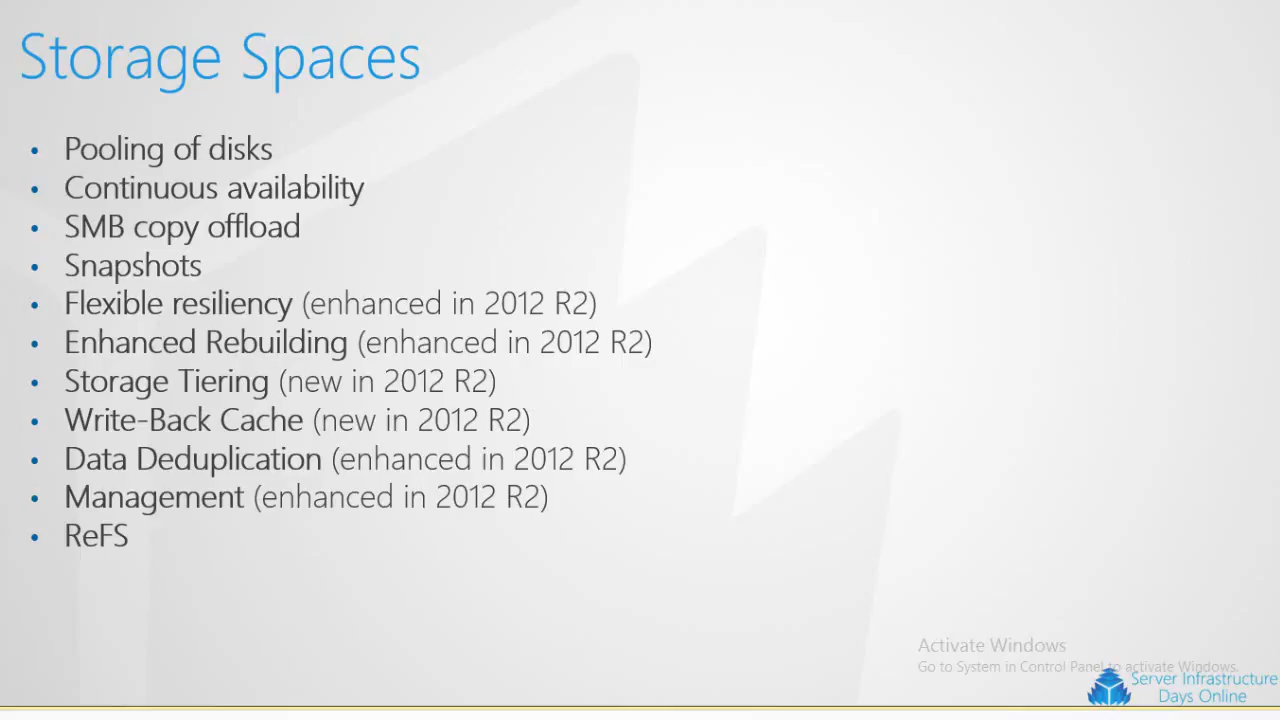 Storage Spaces
• Pooling of disks
• Continuous availability
• SMB copy offload
• Snapshots
• Flexible resiliency (enhanced in 2012 R2)
• Enhanced Rebuilding (enhanced in 2012 R2)
• Storage Tiering (new in 2012 R2)
• Write-Back Cache (new in 2012 R2)
• Data Deduplication (enhanced in 2012 R2)
• Management (enhanced in 2012 R2)
• ReFS
Activate Windows
Go to System in Control Panel to activate Windows.
Server Infrastructure
Days Online